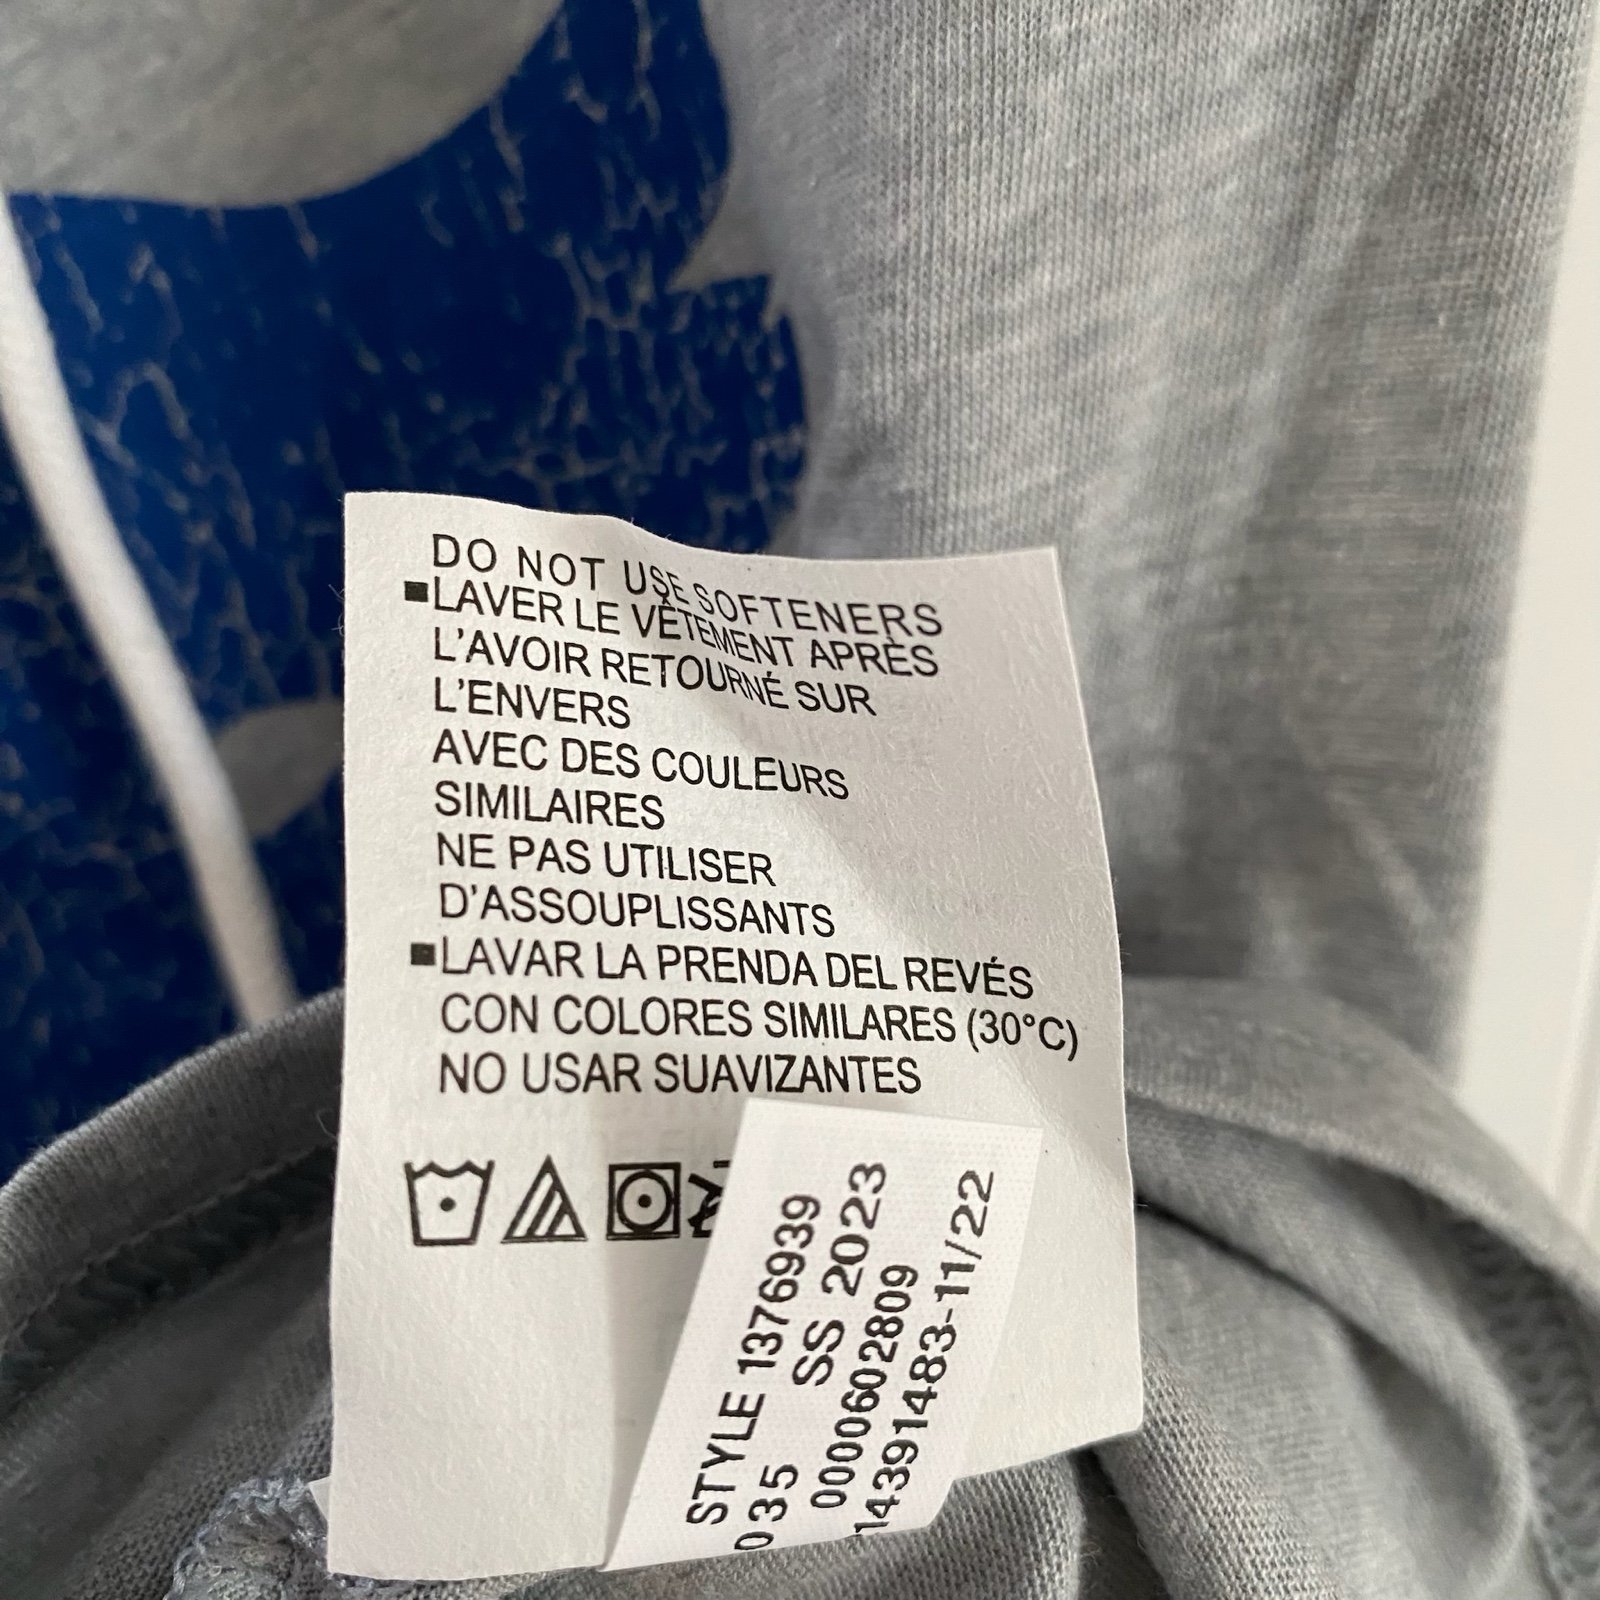 DO NOT USE SOFTENERS
■LAVER LE VÊTEMENT APRÈS
L'AVOIR RETOURNÉ SUR
L'ENVERS
AVEC DES COULEURS
SIMILAIRES
NE PAS UTILISER
D'ASSOUPLISSANTS
■LAVAR LA PRENDA DEL REVÉS
CON COLORES SIMILARES (30°C)
NO USAR SUAVIZANTES
STYLE 1376939
035 SS 2023
0000602809
14391483-11/22